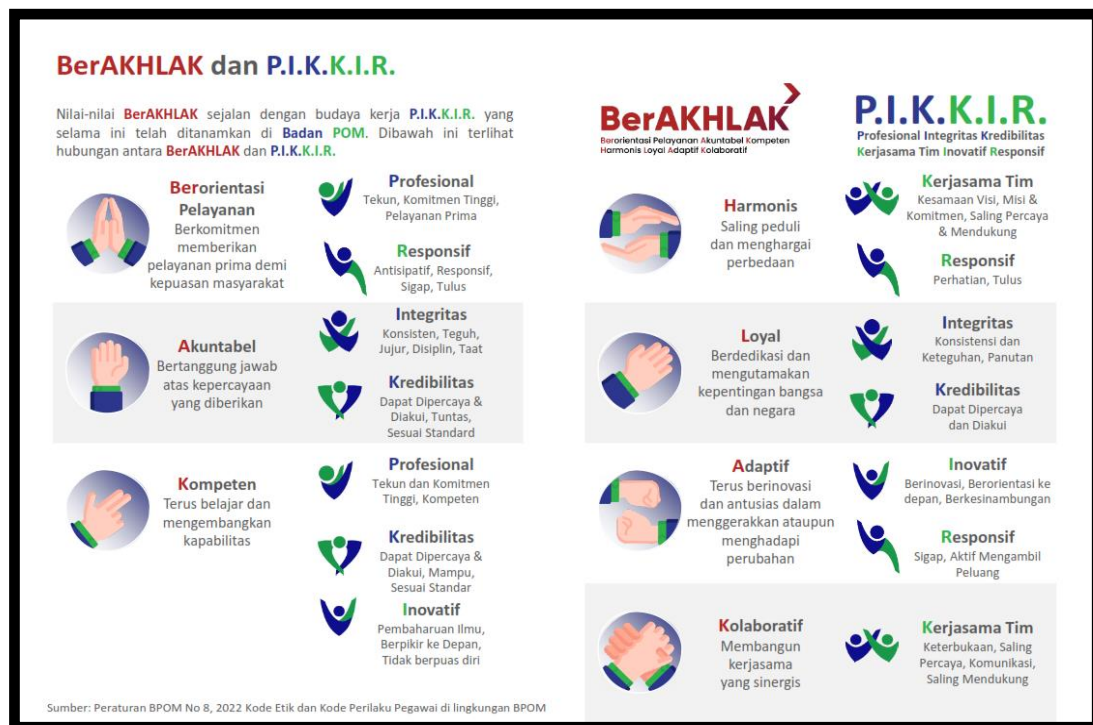 BerAKHLAK dan P.I.K.K.I.R.
Nilai-nilai BerAKHLAK sejalan dengan budaya kerja P.I.K.K.I.R. yang
selama ini telah ditanamkan di Badan POM. Dibawah ini terlihat
hubungan antara BerAKHLAK dan P.I.K.K.I.R.
Berorientasi
Pelayanan
Berkomitmen
memberikan
pelayanan prima demi
kepuasan masyarakat
Profesional
Tekun, Komitmen Tinggi,
Pelayanan Prima
Responsif
Antisipatif, Responsif,
Sigap, Tulus
Akuntabel
Bertanggung jawab
atas kepercayaan
yang diberikan
Integritas
Konsisten, Teguh,
Jujur, Disiplin, Taat
Kredibilitas
Dapat Dipercaya &
Diakui, Tuntas,
Sesuai Standard
Kompeten
Terus belajar dan
mengembangkan
kapabilitas
Profesional
Tekun dan Komitmen
Tinggi, Kompeten
Kredibilitas
Dapat Dipercaya &
Diakui, Mampu,
Sesuai Standar
Inovatif
Pembaharuan Ilmu,
Berpikir ke Depan,
Tidak berpuas diri
BerAKHLAK
Berorientasi Pelayanan Akuntabel Kompeten
Harmonis Loyal Adaptif Kolaboratif
P.I.K.K.I.R.
Profesional Integritas Kredibilitas
Kerjasama Tim Inovatif Responsif
Harmonis
Saling peduli
dan menghargai
perbedaan
Kerjasama Tim
Kesamaan Visi, Misi &
Komitmen, Saling Percaya
& Mendukung
Responsif
Perhatian, Tulus
Loyal
Berdedikasi dan
mengutamakan
kepentingan bangsa
dan negara
Integritas
Konsistensi dan
Keteguhan, Panutan
Kredibilitas
Dapat Dipercaya
dan Diakui
Adaptif
Terus berinovasi
dan antusias dalam
menggerakkan ataupun
menghadapi
perubahan
Inovatif
Berinovasi, Berorientasi ke
depan, Berkesinambungan
Responsif
Sigap, Aktif Mengambil
Peluang
Kolaboratif
Membangun
kerjasama
yang sinergis
Kerjasama Tim
Keterbukaan, Saling
Percaya, Komunikasi,
Saling Mendukung
Sumber: Peraturan BPOM No 8, 2022 Kode Etik dan Kode Perilaku Pegawai di lingkungan BPOM